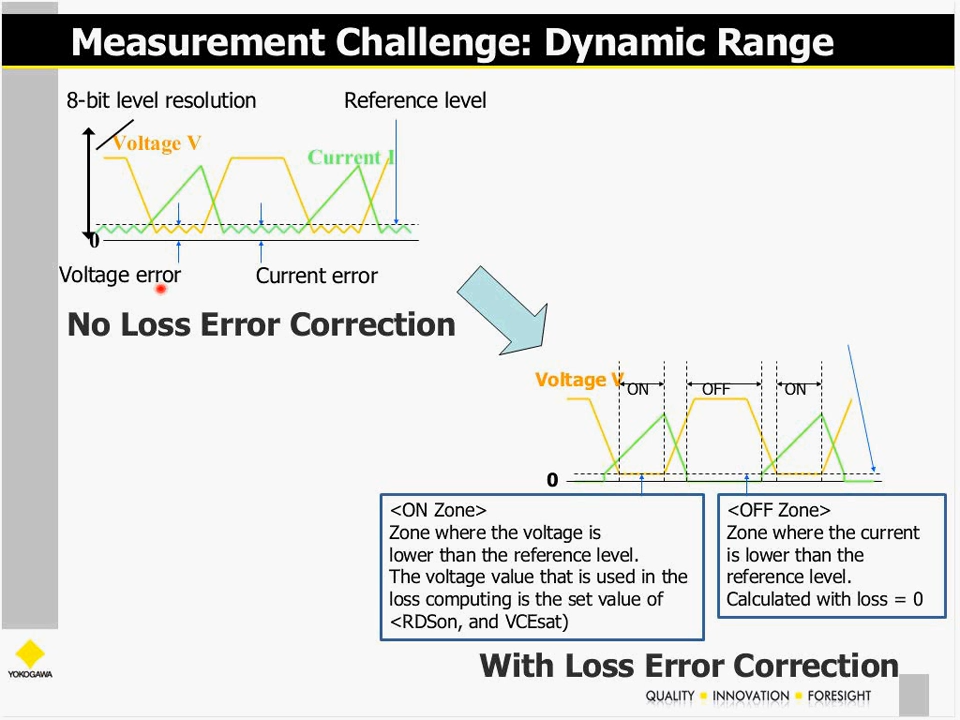 Measurement Challenge: Dynamic Range
8-bit level resolution
Reference level
Voltage V
Current I
0
Voltage error
Current error
No Loss Error Correction
Voltage V
ON
OFF
ON
0
<ON Zone>
Zone where the voltage is
lower than the reference level.
The voltage value that is used in the
loss computing is the set value of
<RDSon, and VCEsat)
<OFF Zone>
Zone where the current
is lower than the
reference level.
Calculated with loss = 0
With Loss Error Correction
YOKOGAWA
QUALITY ▪ INNOVATION ▪ FORESIGHT